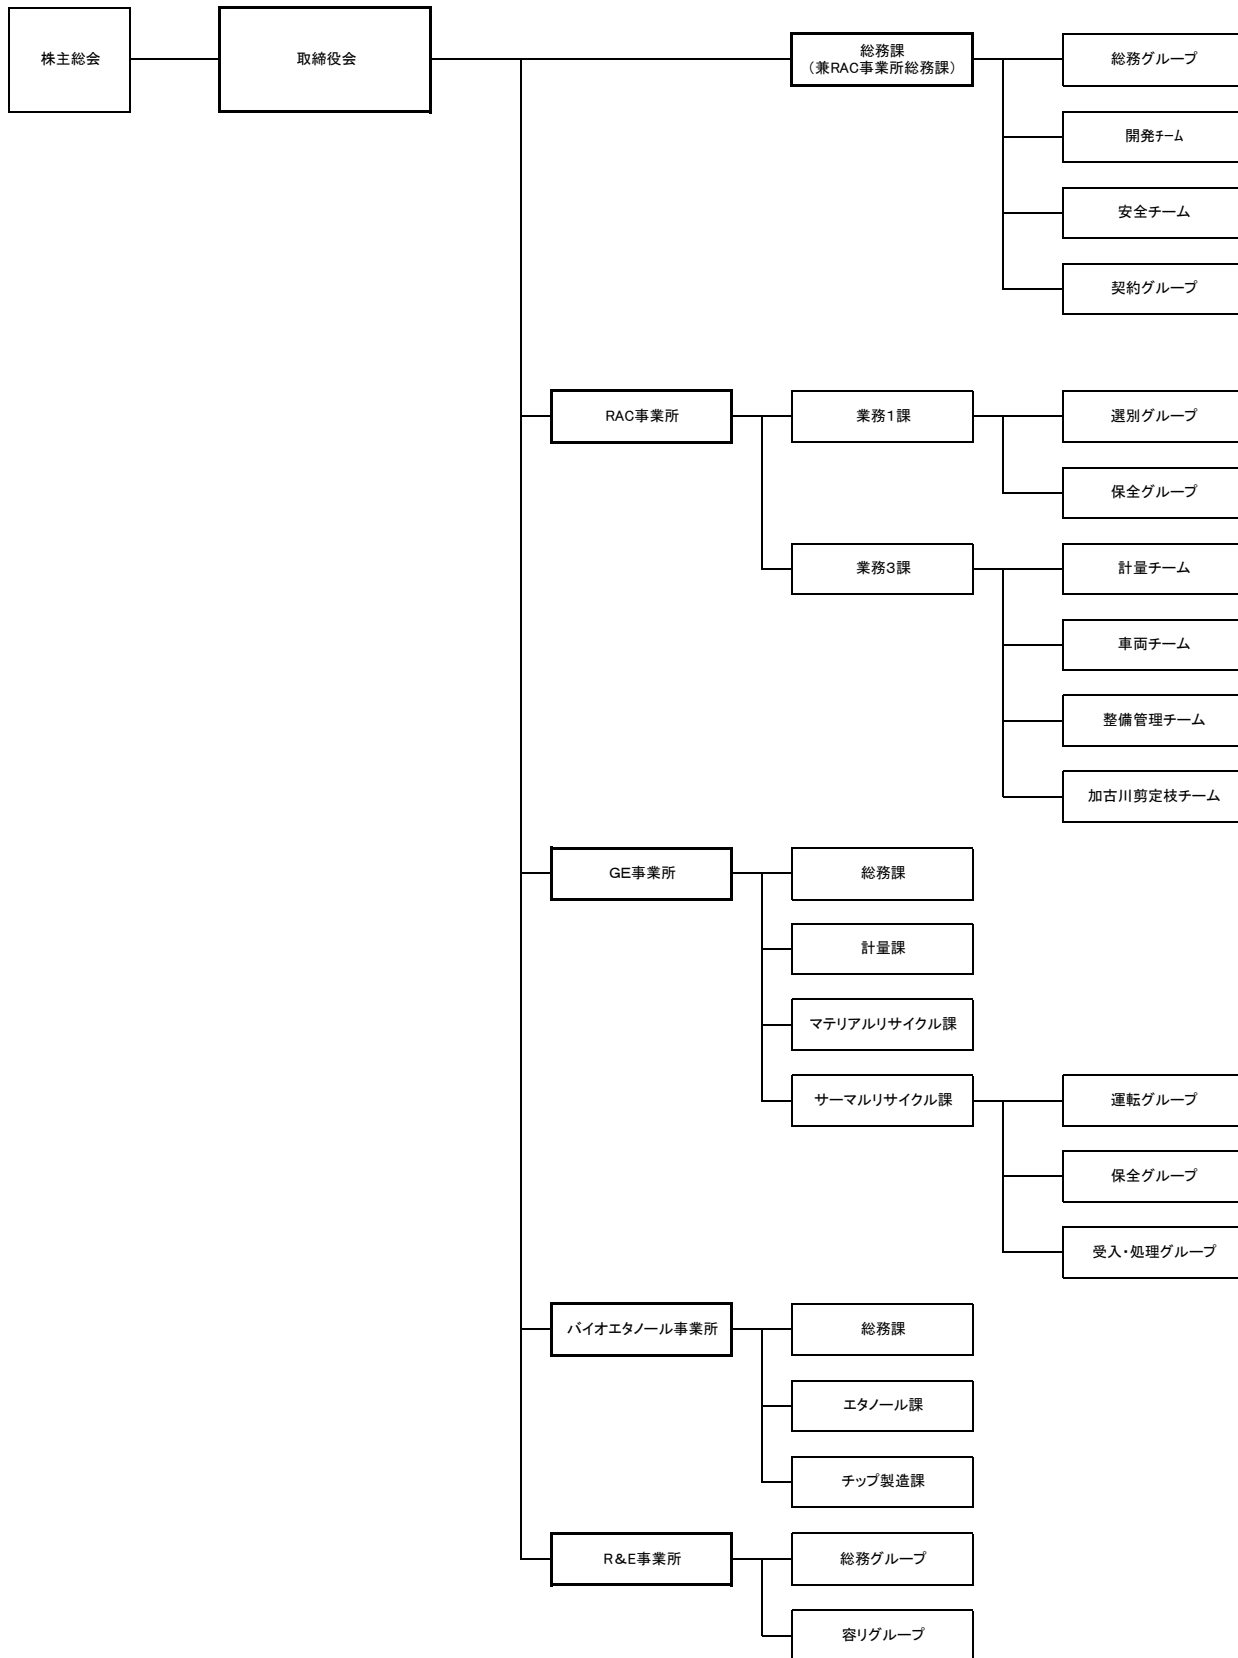 株主総会
取締役会
総務課
（兼RAC事業所総務課）
総務グループ
開発ﾁｰﾑ
安全チーム
契約グループ
RAC事業所
業務1課
選別グループ
保全グループ
業務3課
計量チーム
車両チーム
整備管理チーム
加古川剪定枝チーム
GE事業所
総務課
計量課
マテリアルリサイクル課
サーマルリサイクル課
運転グループ
保全グループ
受入・処理グループ
バイオエタノール事業所
総務課
エタノール課
チップ製造課
R&E事業所
総務グループ
容リグループ